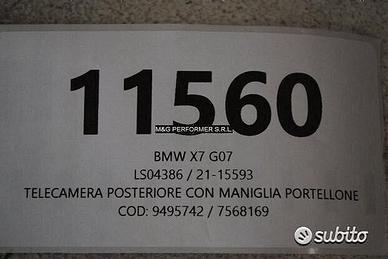 11560
M&G PERFORMER S.R.L.
BMW X7 G07
LS04386 / 21-15593
TELECAMERA POSTERIORE CON MANIGLIA PORTELLONE
COD: 9495742 / 7568169
subito